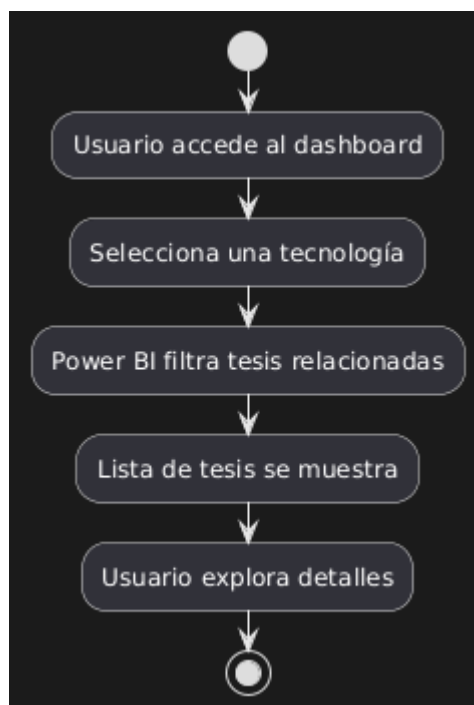 Usuario accede al dashboard
Selecciona una tecnología
Power BI filtra tesis relacionadas
Lista de tesis se muestra
Usuario explora detalles